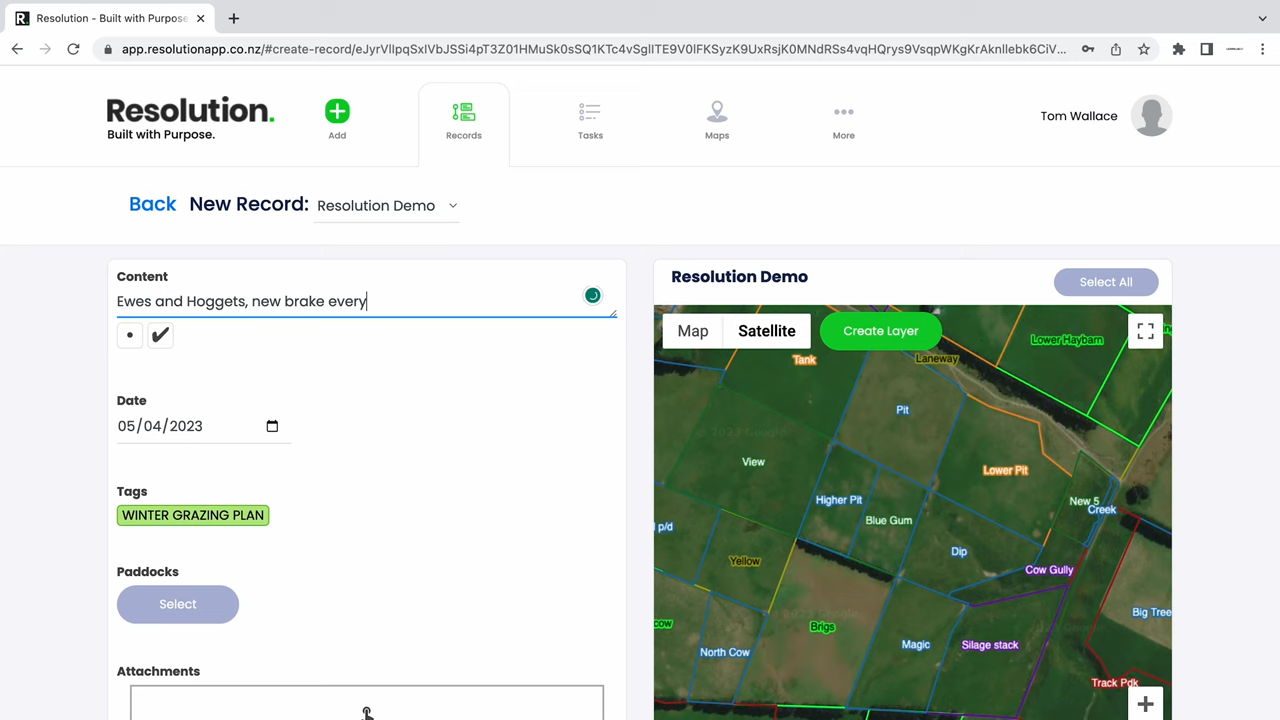 Resolution - Built with Purpose
app.resolutionapp.co.nz/#create-record/eJyrVIlpqSxIVbJSSi4pT3Z01HMuSk0sSQ1KTc4vSgIITE9V0IFKSyzK9UxRsjK0MNdRSs4vqHQrys9VsqpWKgKrAknIlebk6CiV...
Resolution.
Built with Purpose.
Add
Records
Tasks
Maps
More
Tom Wallace
Back New Record: Resolution Demo
Content
Ewes and Hoggets, new brake every
Date
05/04/2023
Tags
WINTER GRAZING PLAN
Paddocks
Select
Attachments
Resolution Demo
Select All
Map
Satellite
Create Layer
Lower Haybarn
Tank
Laneway
Pit
View
Lower Pit
Higher Pit
New 5
Creek
Blue Gum
l p/d
Dip
Yellow
Cow Gully
Big Tree
cow
Brigs
North Cow
Magic
Silage stack
Track Pdk